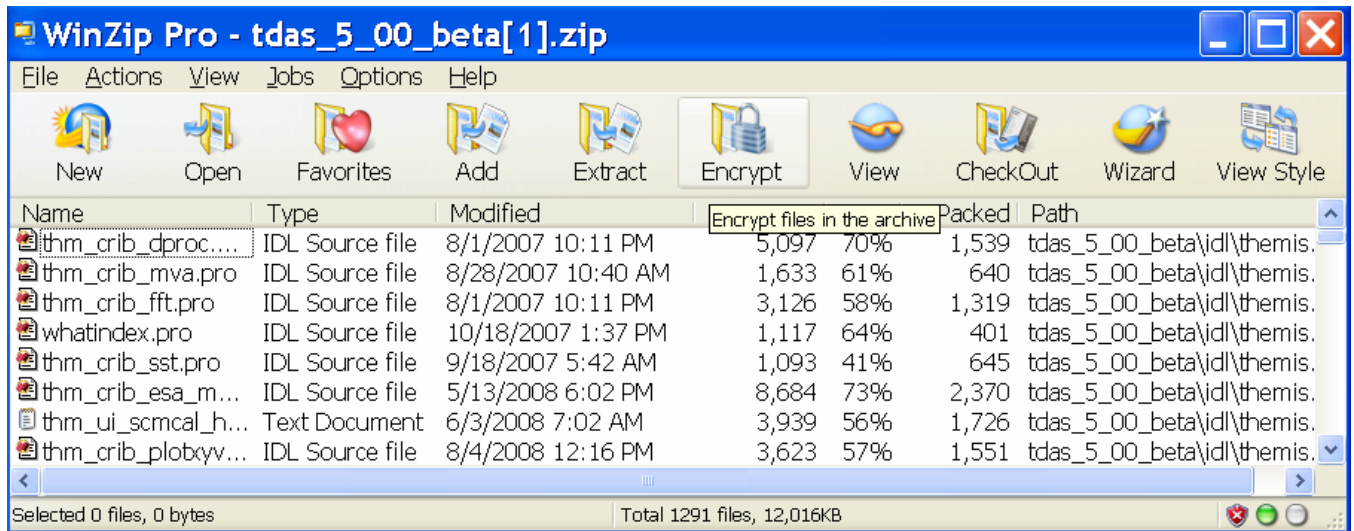 WinZip Pro - tdas_5_00_beta[1].zip
File Actions View Jobs Options Help
New Open Favorites Add Extract Encrypt View CheckOut Wizard View Style
Name Type Modified Packed Path
Encrypt files in the archive
thm_crib_dproc.... IDL Source file 8/1/2007 10:11 PM 5,097 70% 1,539 tdas_5_00_beta\idl\themis.
thm_crib_mva.pro IDL Source file 8/28/2007 10:40 AM 1,633 61% 640 tdas_5_00_beta\idl\themis.
thm_crib_fft.pro IDL Source file 8/1/2007 10:11 PM 3,126 58% 1,319 tdas_5_00_beta\idl\themis.
whatindex.pro IDL Source file 10/18/2007 1:37 PM 1,117 64% 401 tdas_5_00_beta\idl\themis.
thm_crib_sst.pro IDL Source file 9/18/2007 5:42 AM 1,093 41% 645 tdas_5_00_beta\idl\themis.
thm_crib_esa_m... IDL Source file 5/13/2008 6:02 PM 8,684 73% 2,370 tdas_5_00_beta\idl\themis.
thm_ui_scmcal_h... Text Document 6/3/2008 7:02 AM 3,939 56% 1,726 tdas_5_00_beta\idl\themis.
thm_crib_plotxyv... IDL Source file 8/4/2008 12:16 PM 3,623 57% 1,551 tdas_5_00_beta\idl\themis.
Selected 0 files, 0 bytes Total 1291 files, 12,016KB